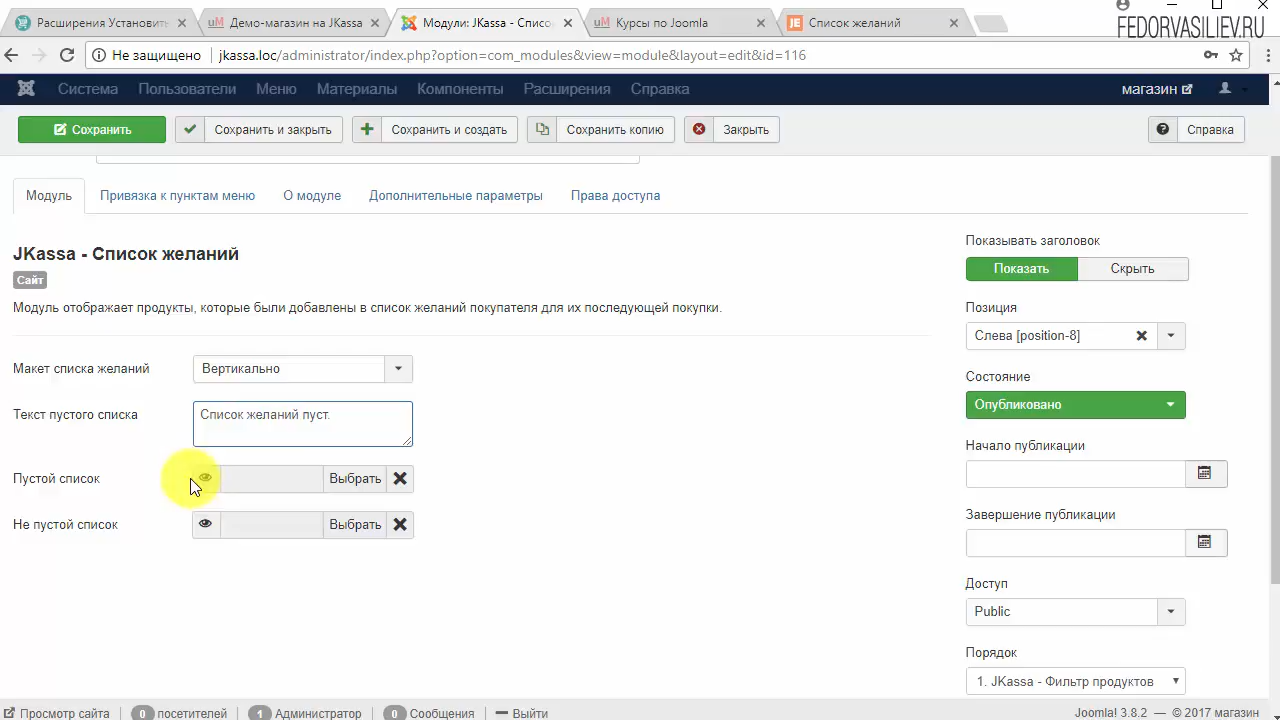 Расширения Установить
Демо-магазин на JKassa
Модули: JKassa - Списо
Курсы по Joomla
Список желаний
FEDORVASILIEV.RU
Не защищено
jkassa.loc/administrator/index.php?option=com_modules&view=module&layout=edit&id=116
Система Пользователи Меню Материалы Компоненты Расширения Справка магазин
Сохранить Сохранить и закрыть Сохранить и создать Сохранить копию Закрыть Справка
Модуль Привязка к пунктам меню О модуле Дополнительные параметры Права доступа
JKassa - Список желаний
Сайт
Модуль отображает продукты, которые были добавлены в список желаний покупателя для их последующей покупки.
Макет списка желаний Вертикально
Текст пустого списка Список желаний пуст.
Пустой список Выбрать
Не пустой список Выбрать
Показывать заголовок
Показать Скрыть
Позиция
Слева [position-8]
Состояние
Опубликовано
Начало публикации
Завершение публикации
Доступ
Public
Порядок
1. JKassa - Фильтр продуктов
Просмотр сайта 0 посетителей 1 Администратор 0 Сообщения Выйти
Joomla! 3.8.2 — © 2017 магазин